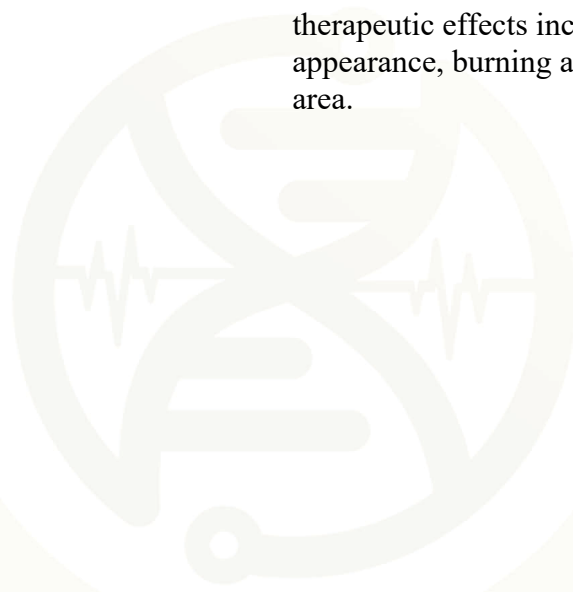 therapeutic effects inc
appearance, burning a
area.